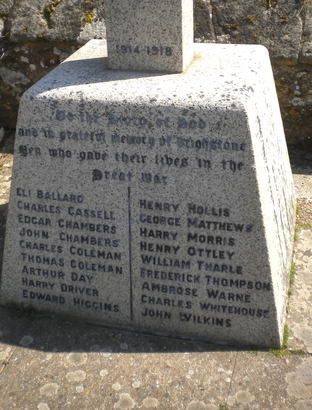 1914-1918
To the Glory of God
and in grateful memory of Brighstone
Men who gave their lives in the
Great War
ELI BALLARD
CHARLES CASSELL
EDGAR CHAMBERS
JOHN CHAMBERS
CHARLES COLEMAN
THOMAS COLEMAN
ARTHUR DAY
HARRY DRIVER
EDWARD HIGGINS
HENRY HOLLIS
GEORGE MATTHEWS
HARRY MORRIS
HENRY OTTLEY
WILLIAM THARLE
FREDERICK THOMPSON
AMBROSE WARNE
CHARLES WHITEHOUSE
JOHN WILKINS